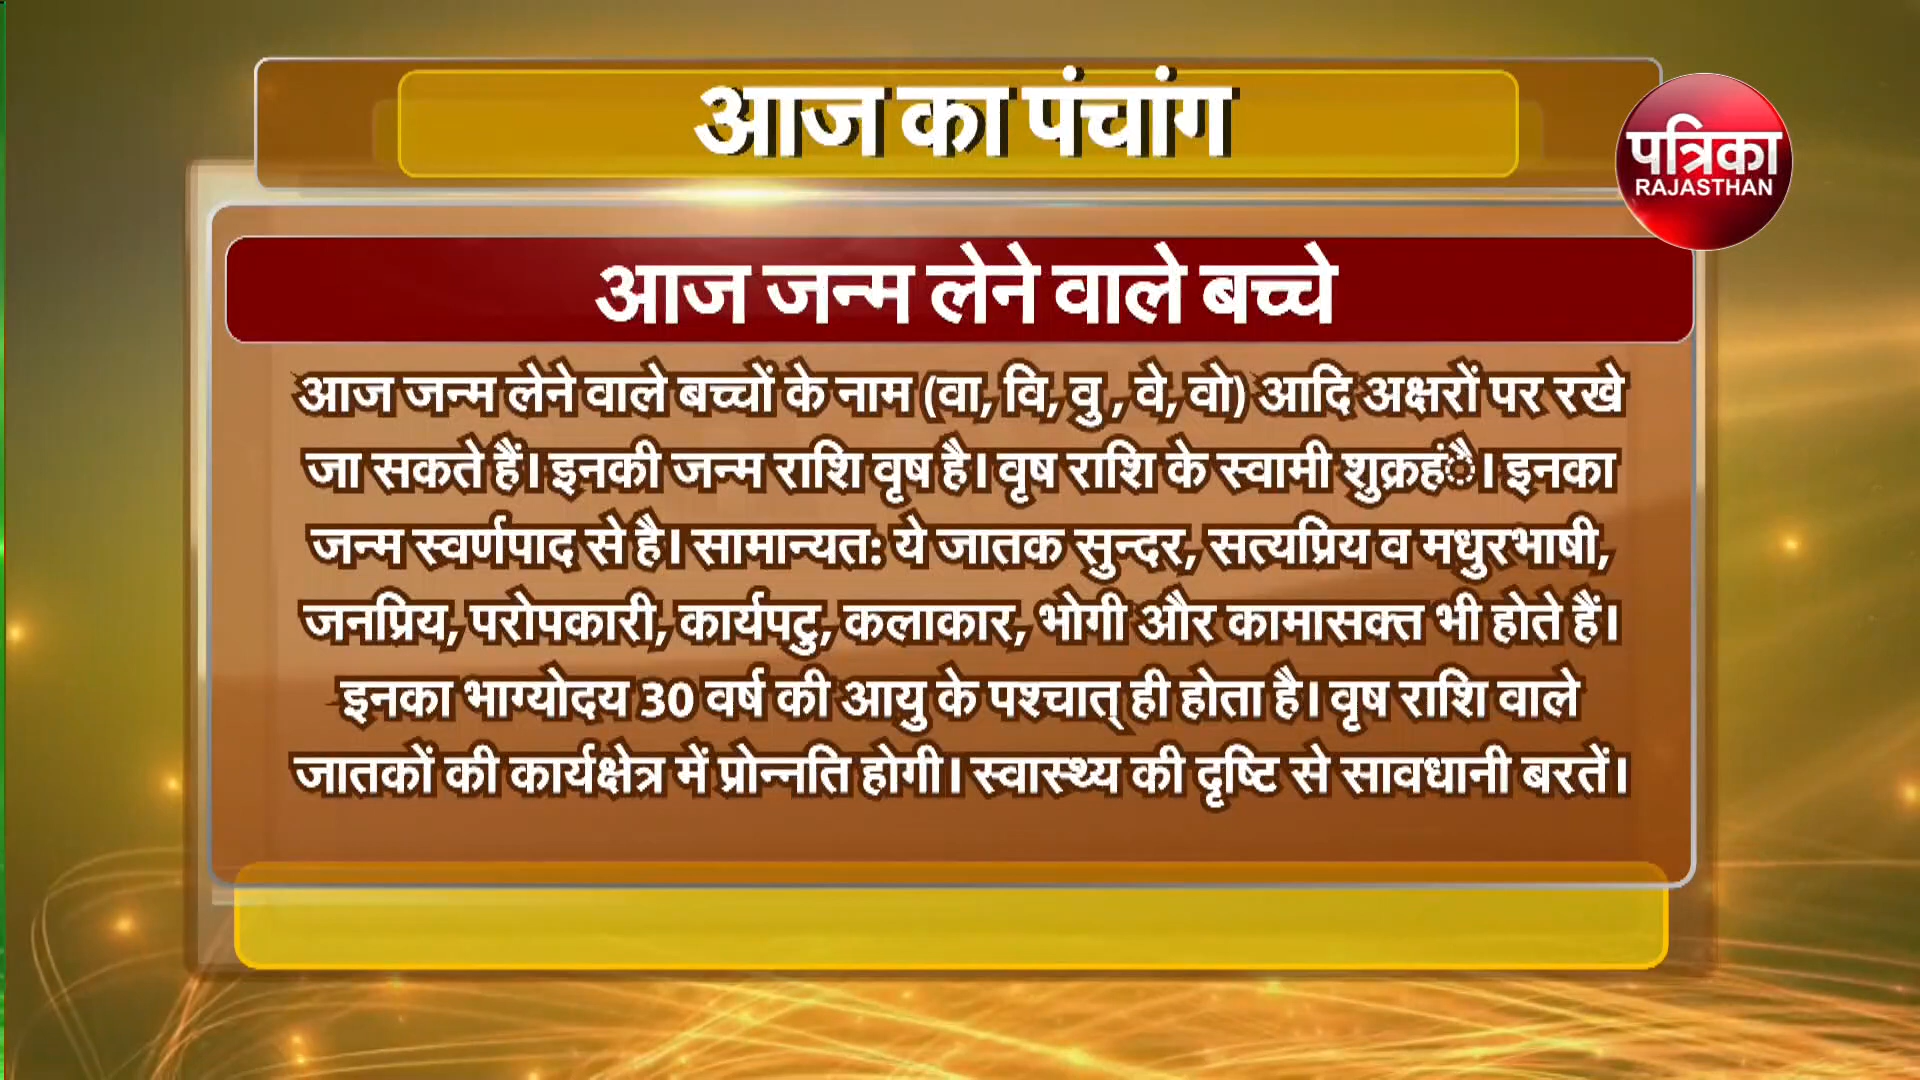 आज का पंचांग
पत्रिका
RAJASTHAN
आज जन्म लेने वाले बच्चे
आज जन्म लेने वाले बच्चों के नाम (वा, वि, वु , वे, वो) आदि अक्षरों पर रखे
जा सकते हैं। इनकी जन्म राशि वृष है। वृष राशि के स्वामी शुक्रहंै। इनका
जन्म स्वर्णपाद से है। सामान्यत: ये जातक सुन्दर, सत्यप्रिय व मधुरभाषी,
जनप्रिय, परोपकारी, कार्यपटु, कलाकार, भोगी और कामासक्त भी होते हैं।
इनका भाग्योदय 30 वर्ष की आयु के पश्चात् ही होता है। वृष राशि वाले
जातकों की कार्यक्षेत्र में प्रोन्नति होगी। स्वास्थ्य की दृष्टि से सावधानी बरतें।